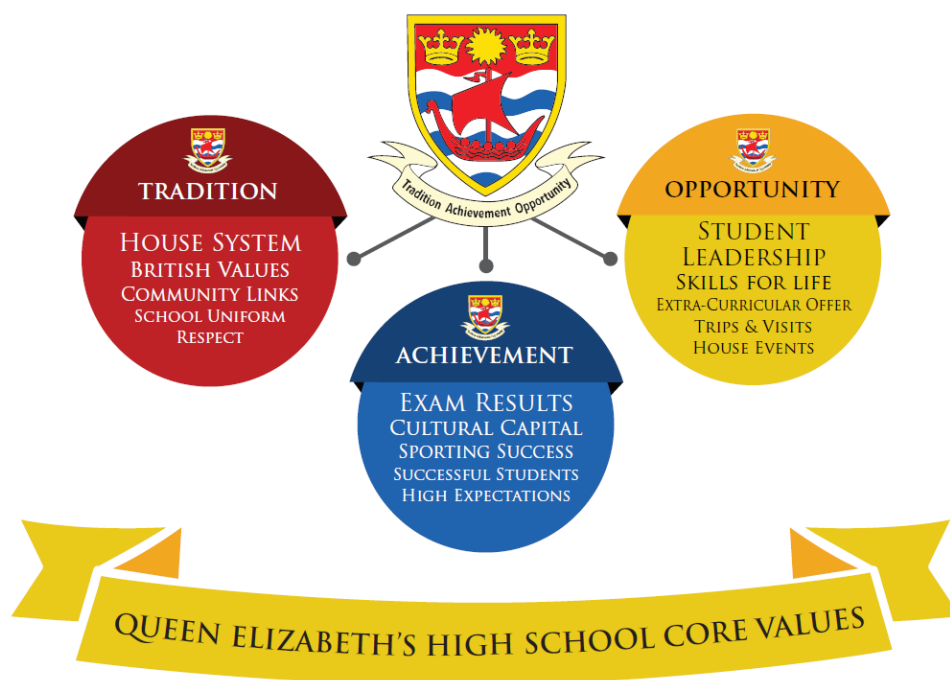 Tradition Achievement Opportunity
TRADITION
HOUSE SYSTEM
BRITISH VALUES
COMMUNITY LINKS
SCHOOL UNIFORM
RESPECT
ACHIEVEMENT
EXAM RESULTS
CULTURAL CAPITAL
SPORTING SUCCESS
SUCCESSFUL STUDENTS
HIGH EXPECTATIONS
OPPORTUNITY
STUDENT
LEADERSHIP
SKILLS FOR LIFE
EXTRA-CURRICULAR OFFER
TRIPS & VISITS
HOUSE EVENTS
QUEEN ELIZABETH'S HIGH SCHOOL CORE VALUES